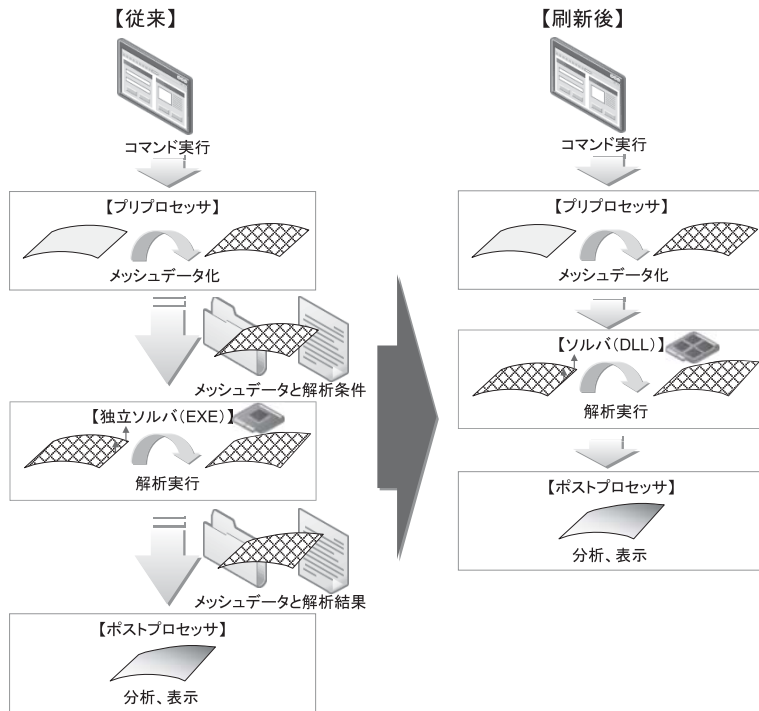 【従来】
コマンド実行
【プリプロセッサ】
メッシュデータ化
メッシュデータと解析条件
【独立ソルバ（EXE）】
解析実行
メッシュデータと解析結果
【ポストプロセッサ】
分析、表示
【刷新後】
コマンド実行
【プリプロセッサ】
メッシュデータ化
【ソルバ（DLL）】
解析実行
【ポストプロセッサ】
分析、表示